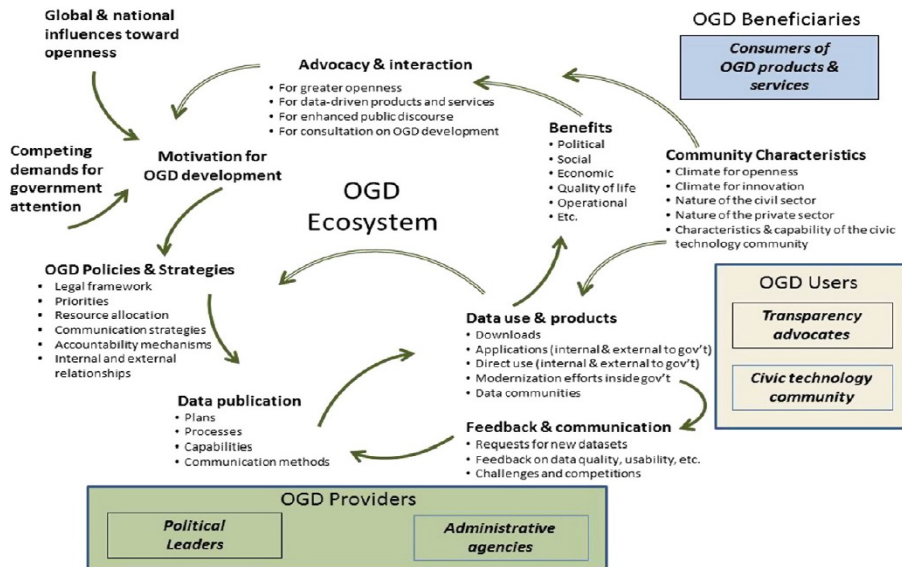 Global & national
influences toward
openness
OGD Beneficiaries
Consumers of
OGD products &
services
Advocacy & interaction
• For greater openness
• For data-driven products and services
• For enhanced public discourse
• For consultation on OGD development
Benefits
• Political
• Social
• Economic
• Quality of life
• Operational
• Etc.
Community Characteristics
• Climate for openness
• Climate for innovation
• Nature of the civil sector
• Nature of the private sector
• Characteristics & capability of the civic
technology community
Competing
demands for
government
attention
Motivation for
OGD development
OGD
Ecosystem
OGD Policies & Strategies
• Legal framework
• Priorities
• Resource allocation
• Communication strategies
• Accountability mechanisms
• Internal and external
relationships
OGD Users
Transparency
advocates
Civic technology
community
Data use & products
• Downloads
• Applications (internal & external to gov't)
• Direct use (internal & external to gov't)
• Modernization efforts inside gov't
• Data communities
Data publication
• Plans
• Processes
• Capabilities
• Communication methods
Feedback & communication
• Requests for new datasets
• Feedback on data quality, usability, etc.
• Challenges and competitions
OGD Providers
Political
Leaders
Administrative
agencies